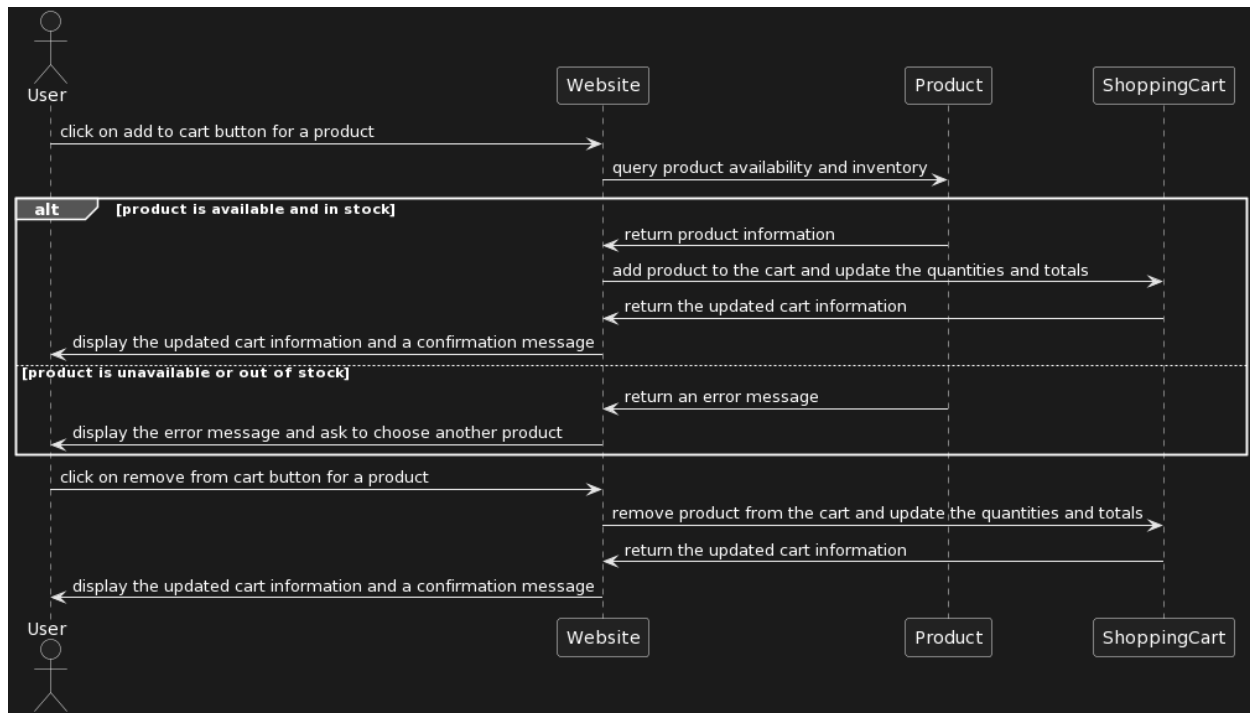 User
Website
Product
ShoppingCart
click on add to cart button for a product
query product availability and inventory
alt
[product is available and in stock]
return product information
add product to the cart and update the quantities and totals
return the updated cart information
display the updated cart information and a confirmation message
[product is unavailable or out of stock]
return an error message
display the error message and ask to choose another product
click on remove from cart button for a product
remove product from the cart and update the quantities and totals
return the updated cart information
display the updated cart information and a confirmation message
User
Website
Product
ShoppingCart